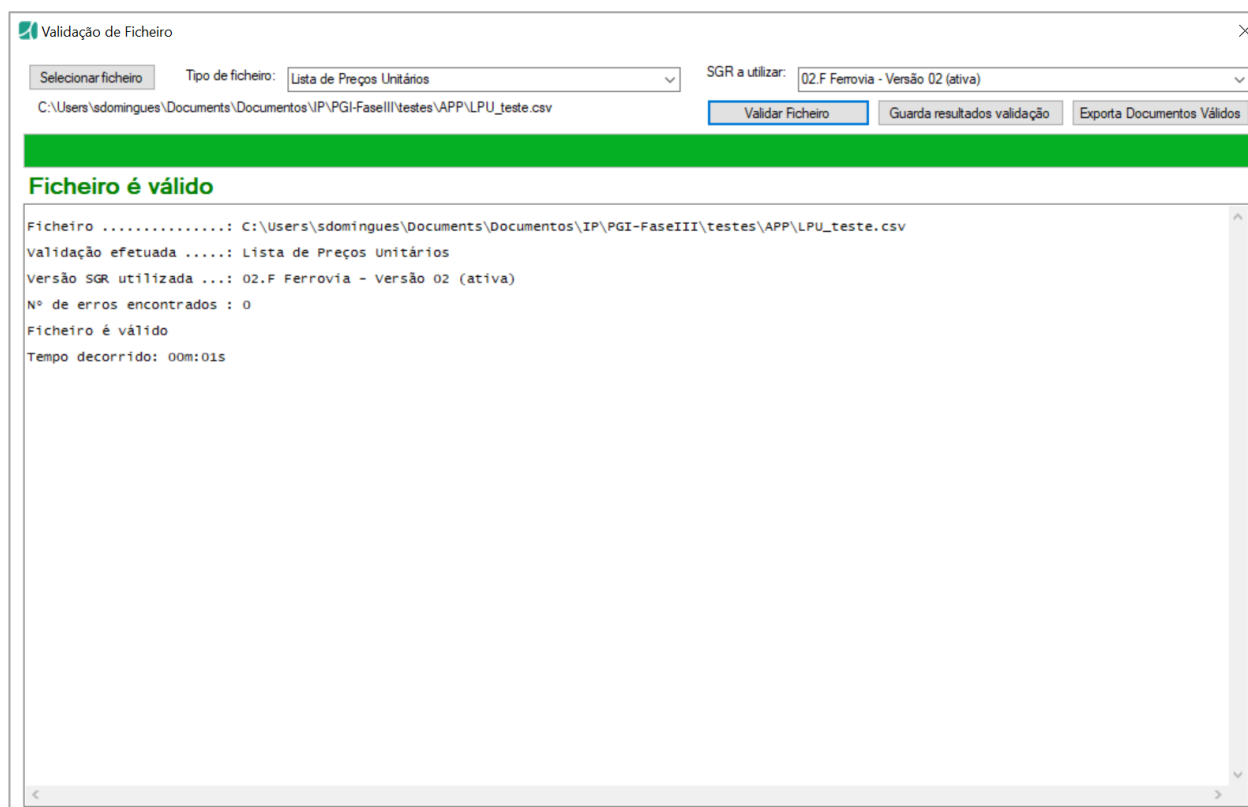 Validação de Ficheiro
Selecionar ficheiro Tipo de ficheiro: Lista de Preços Unitários SGR a utilizar: 02.F Ferrovia - Versão 02 (ativa)
C:\Users\sdomingues\Documents\Documentos\IP\PGI-FaseIII\testes\APP\LPU_teste.csv Validar Ficheiro Guarda resultados validação Exporta Documentos Válidos
Ficheiro é válido
Ficheiro ...............: C:\Users\sdomingues\Documents\Documentos\IP\PGI-FaseIII\testes\APP\LPU_teste.csv
Validação efetuada .....: Lista de Preços Unitários
Versão SGR utilizada ...: 02.F Ferrovia - Versão 02 (ativa)
Nº de erros encontrados : 0
Ficheiro é válido
Tempo decorrido: 00m:01s